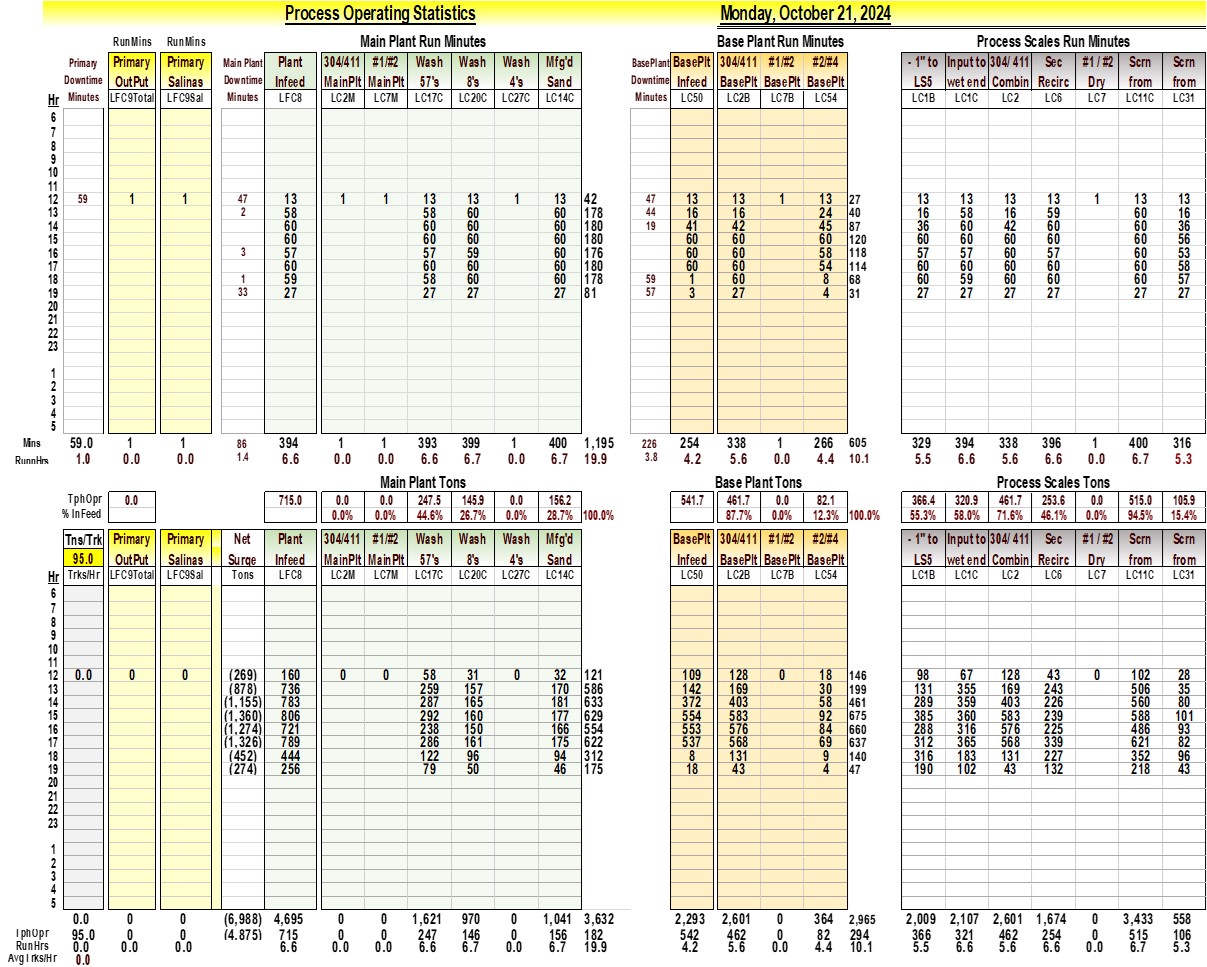 Process Operating Statistics Monday, October 21, 2024
RunMins RunMins Main Plant Run Minutes Base Plant Run Minutes Process Scales Run Minutes
Primary Primary Primary Main Plant Plant 304/411 #1/#2 Wash Wash Wash Mfg'd BasePlant BasePlt 304/411 #1/#2 #2/#4 - 1" to Input to 304/ 411 Sec #1 / #2 Scrn Scrn
Downtime OutPut Salinas Downtime Infeed MainPlt MainPlt 57's 8's 4's Sand Downtime Infeed BasePlt BasePlt BasePlt LS5 wet end Combin Recirc Dry from from
Hr Minutes LFC9Total LFC9Sal Minutes LFC8 LC2M LC7M LC17C LC20C LC27C LC14C Minutes LC50 LC2B LC7B LC54 LC1B LC1C LC2 LC6 LC7 LC11C LC31
6
7
8
9
10
11
12 59 1 1 47 13 1 1 13 13 1 13 42 47 13 13 1 13 27 13 13 13 13 1 13 13
13 2 58 58 60 60 178 44 16 16 24 40 16 58 16 59 60 16
14 60 60 60 60 180 19 41 42 45 87 36 60 42 60 60 36
15 60 60 60 60 180 60 60 60 120 60 60 60 60 60 56
16 3 57 57 59 60 176 60 60 58 118 57 57 60 57 60 53
17 60 60 60 60 180 60 60 54 114 60 60 60 60 60 58
18 1 59 58 60 60 178 59 1 60 8 68 60 59 60 60 60 57
19 33 27 27 27 27 81 57 3 27 4 31 27 27 27 27 27 27
20
21
22
23
1
2
3
4
5
Mins 59.0 1 1 86 394 1 1 393 399 1 400 1,195 226 254 338 1 266 605 329 394 338 396 1 400 316
RunnHrs 1.0 0.0 0.0 1.4 6.6 0.0 0.0 6.6 6.7 0.0 6.7 19.9 3.8 4.2 5.6 0.0 4.4 10.1 5.5 6.6 5.6 6.6 0.0 6.7 5.3
Main Plant Tons Base Plant Tons Process Scales Tons
TphOpr 0.0 715.0 0.0 0.0 247.5 145.9 0.0 156.2 541.7 461.7 0.0 82.1 366.4 320.9 461.7 253.6 0.0 515.0 105.9
% InFeed 0.0% 0.0% 44.6% 26.7% 0.0% 28.7% 100.0% 87.7% 0.0% 12.3% 100.0% 55.3% 58.0% 71.6% 46.1% 0.0% 94.5% 15.4%
Tns/Trk Primary Primary Net Plant 304/411 #1/#2 Wash Wash Wash Mfg'd BasePlt 304/411 #1/#2 #2/#4 - 1" to Input to 304/ 411 Sec #1 / #2 Scrn Scrn
95.0 OutPut Salinas Surge Infeed MainPlt MainPlt 57's 8's 4's Sand Infeed BasePlt BasePlt BasePlt LS5 wet end Combin Recirc Dry from from
Hr Trks/Hr LFC9Total LFC9Sal Tons LFC8 LC2M LC7M LC17C LC20C LC27C LC14C LC50 LC2B LC7B LC54 LC1B LC1C LC2 LC6 LC7 LC11C LC31
6
7
8
9
10
11
12 0.0 0 0 (269) 160 0 0 58 31 0 32 121 109 128 0 18 146 98 67 128 43 0 102 28
13 (878) 736 259 157 170 586 142 169 30 199 131 355 169 243 506 35
14 (1,155) 783 287 165 181 633 372 403 58 461 289 359 403 226 560 80
15 (1,360) 806 292 160 177 629 554 583 92 675 385 360 583 239 588 101
16 (1,274) 721 238 150 166 554 553 576 84 660 288 316 576 225 486 93
17 (1,326) 789 286 161 175 622 537 568 69 637 312 365 568 339 621 82
18 (452) 444 122 96 94 312 8 131 9 140 316 183 131 227 352 96
19 (274) 256 79 50 46 175 18 43 4 47 190 102 43 132 218 43
20
21
22
23
1
2
3
4
5
0.0 0 0 (6,988) 4,695 0 0 1,621 970 0 1,041 3,632 2,293 2,601 0 364 2,965 2,009 2,107 2,601 1,674 0 3,433 558
TphOpr 95.0 0 0 (4.875) 715 0 0 247 146 0 156 182 542 462 0 82 294 366 321 462 254 0 515 106
RunHrs 0.0 0.0 0.0 6.6 0.0 0.0 6.6 6.7 0.0 6.7 19.9 4.2 5.6 0.0 4.4 10.1 5.5 6.6 5.6 6.6 0.0 6.7 5.3
AvgTrks/Hr 0.0